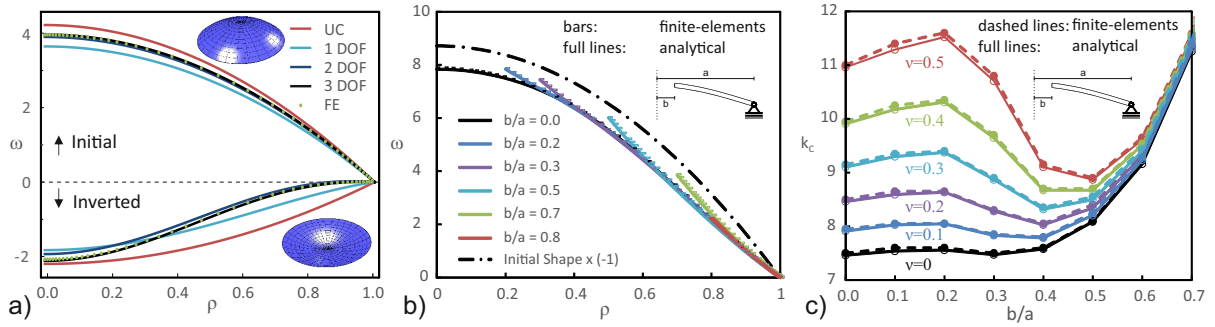 4
2
0
-2
ω
Initial
Inverted
UC
1 DOF
2 DOF
3 DOF
FE
0.0 0.2 0.4 0.6 0.8 1.0
ρ
a)
10
8
6
4
2
0
ω
bars: finite-elements
full lines: analytical
a
b
b/a = 0.0
b/a = 0.2
b/a = 0.3
b/a = 0.5
b/a = 0.7
b/a = 0.8
Initial Shape x (-1)
0 0.2 0.4 0.6 0.8 1
ρ
b)
12
11
10
9
8
7
k_c
dashed lines: finite-elements
full lines: analytical
a
b
ν=0.5
ν=0.4
ν=0.3
ν=0.2
ν=0.1
ν=0
0.0 0.1 0.2 0.3 0.4 0.5 0.6 0.7
b/a
c)